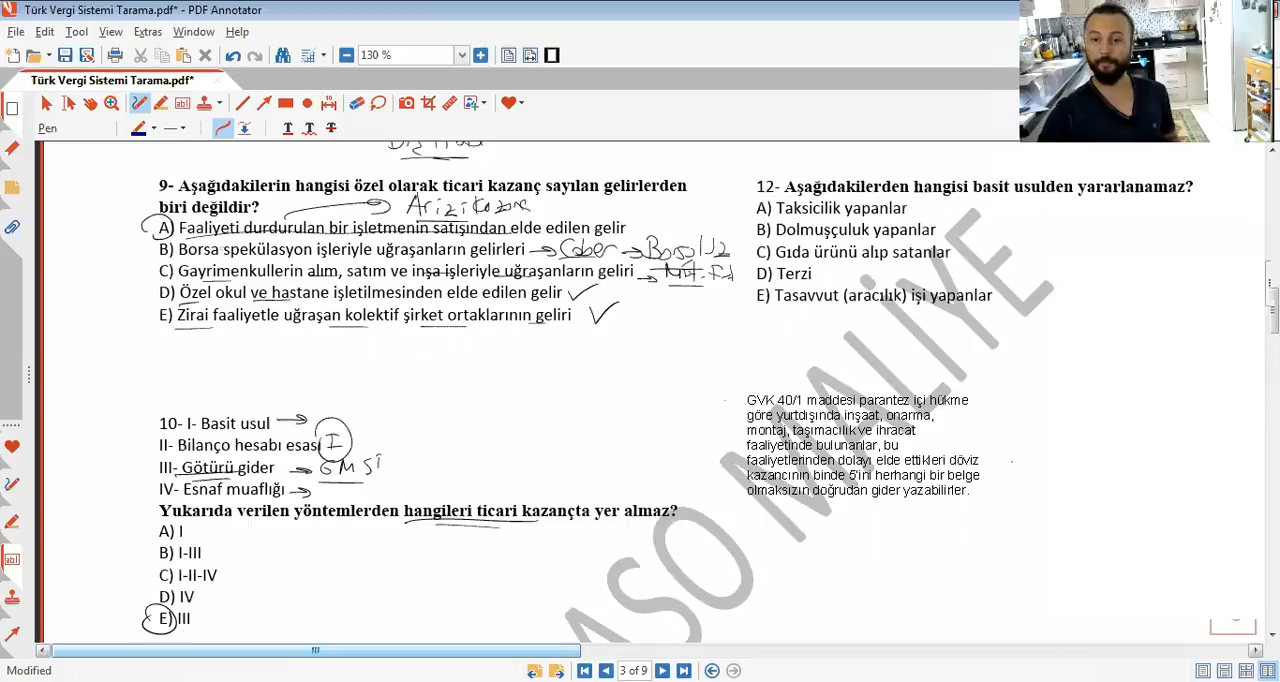 Türk Vergi Sistemi Tarama.pdf* - PDF Annotator
File Edit Tool View Extras Window Help
130 %
Türk Vergi Sistemi Tarama.pdf*
Pen
9- Aşağıdakilerin hangisi özel olarak ticari kazanç sayılan gelirlerden
biri değildir?
Arizi Kazanç
A) Faaliyeti durdurulan bir işletmenin satışından elde edilen gelir
B) Borsa spekülasyon işleriyle uğraşanların gelirleri
C) Gayrimenkullerin alım, satım ve inşa işleriyle uğraşanların geliri
D) Özel okul ve hastane işletilmesinden elde edilen gelir
E) Zirai faaliyetle uğraşan kolektif şirket ortaklarının geliri
10- I- Basit usul
II- Bilanço hesabı esası I
III- Götürü gider GMSİ
IV- Esnaf muaflığı
Yukarıda verilen yöntemlerden hangileri ticari kazançta yer almaz?
A) I
B) I-III
C) I-II-IV
D) IV
E) III
12- Aşağıdakilerden hangisi basit usulden yararlanamaz?
A) Taksicilik yapanlar
B) Dolmuşçuluk yapanlar
C) Gıda ürünü alıp satanlar
D) Terzi
E) Tasavvut (aracılık) işi yapanlar
GVK 40/1 maddesi parantez içi hükme
göre yurtdışında inşaat, onarma,
montaj, taşımacılık ve ihracat
faaliyetinde bulunanlar, bu
faaliyetlerinden dolayı elde ettikleri döviz
kazancının binde 5'ini herhangi bir belge
olmaksızın doğrudan gider yazabilirler.
ASO MALİYE
Modified
3 of 9